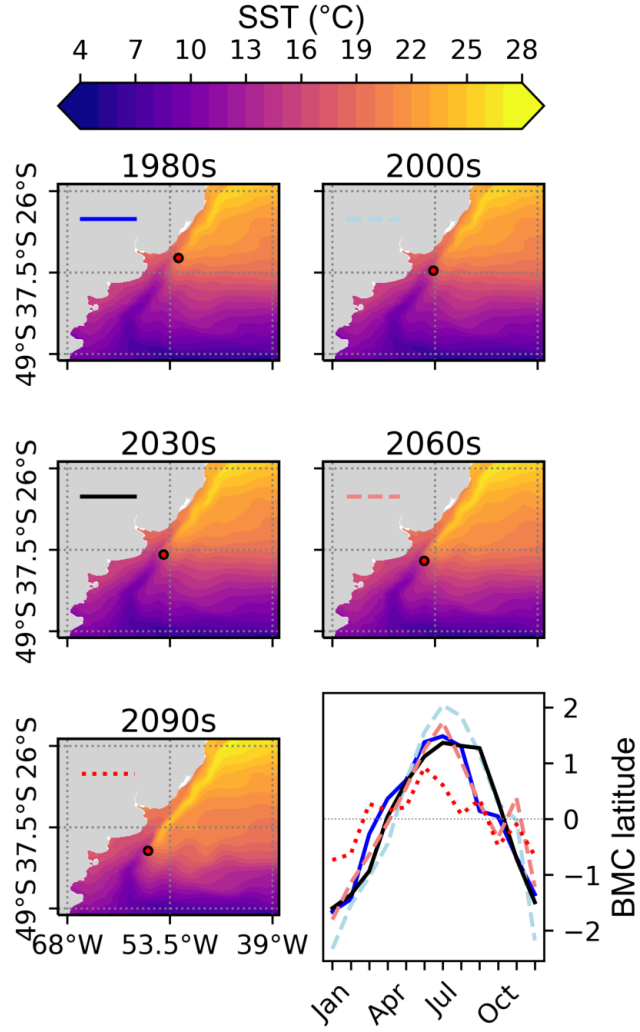 SST (°C)
4 7 10 13 16 19 22 25 28
1980s
2000s
49°S 37.5°S 26°S
2030s
2060s
49°S 37.5°S 26°S
2090s
49°S 37.5°S 26°S
68°W 53.5°W 39°W
2
1
0
−1
−2
BMC latitude
Jan Apr Jul Oct